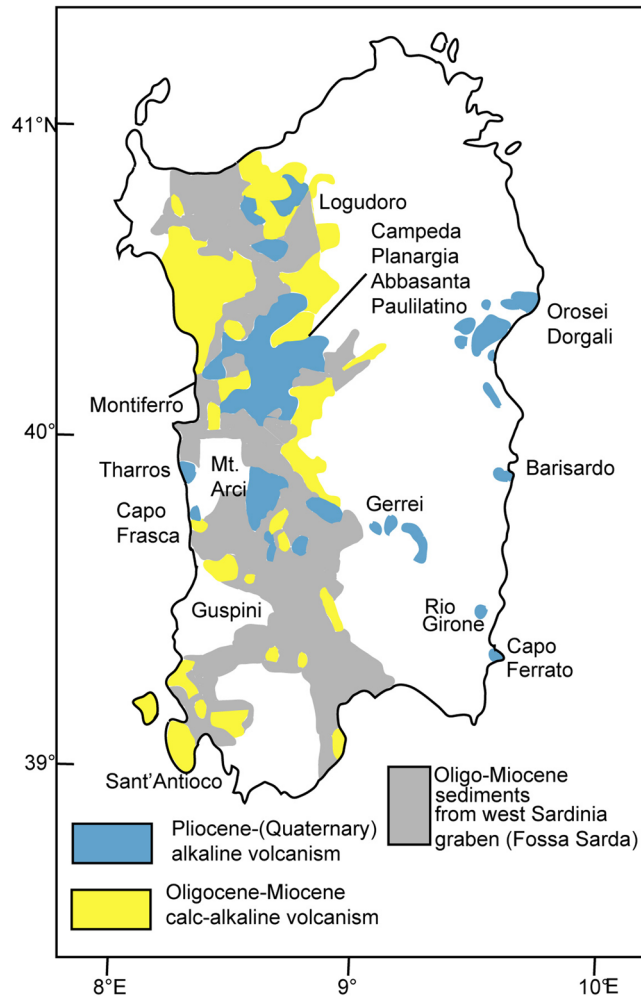 41°N
Logudoro
Campeda
Planargia
Abbasanta
Paulilatino
Orosei
Dorgali
Montiferro
40°
Tharros
Mt.
Arci
Barisardo
Capo
Frasca
Gerrei
Guspini
Rio
Girone
Capo
Ferrato
39°
Sant'Antioco
Oligo-Miocene
sediments
from west Sardinia
graben (Fossa Sarda)
Pliocene-(Quaternary)
alkaline volcanism
Oligocene-Miocene
calc-alkaline volcanism
8°E
9°
10°E